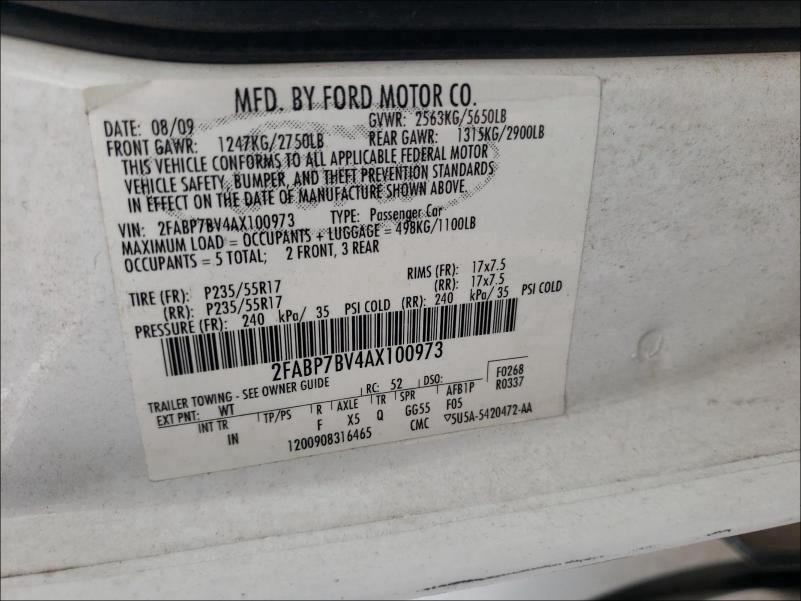 MFD. BY FORD MOTOR CO.
DATE: 08/09 GVWR: 2563KG/5650LB
FRONT GAWR: 1247KG/2750LB REAR GAWR: 1315KG/2900LB
THIS VEHICLE CONFORMS TO ALL APPLICABLE FEDERAL MOTOR
VEHICLE SAFETY, BUMPER, AND THEFT PREVENTION STANDARDS
IN EFFECT ON THE DATE OF MANUFACTURE SHOWN ABOVE.
VIN: 2FABP7BV4AX100973 TYPE: Passenger Car
MAXIMUM LOAD = OCCUPANTS + LUGGAGE = 498KG/1100LB
OCCUPANTS = 5 TOTAL; 2 FRONT, 3 REAR
TIRE (FR): P235/55R17 RIMS (FR): 17x7.5
(RR): P235/55R17 (RR): 17x7.5
PRESSURE (FR): 240 kPa/ 35 PSI COLD (RR): 240 kPa/ 35 PSI COLD
2FABP7BV4AX100973
TRAILER TOWING - SEE OWNER GUIDE RC: 52 DSO: F0268
EXT PNT: WT AFB1P R0337
INT TR TP/PS R AXLE TR SPR F05
IN F X5 Q GG55 ▽5U5A-5420472-AA
1200908316465 CMC